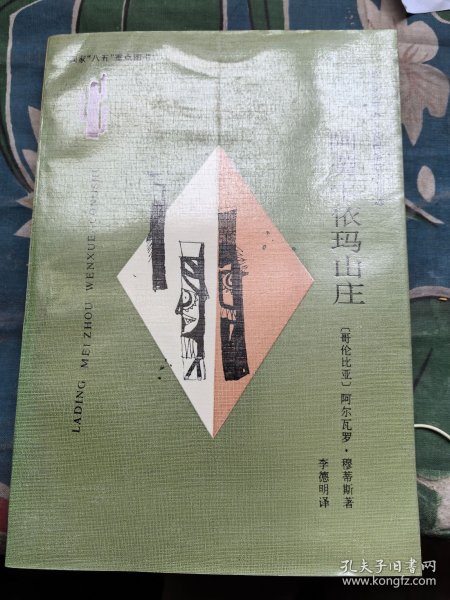 国家“八五”重点图书
LADING MEIZHOU WENXUE CONGSHU
阿劳依玛山庄
〔哥伦比亚〕阿尔瓦罗·穆蒂斯著
李德明译
孔夫子旧书网
www.kongfz.com